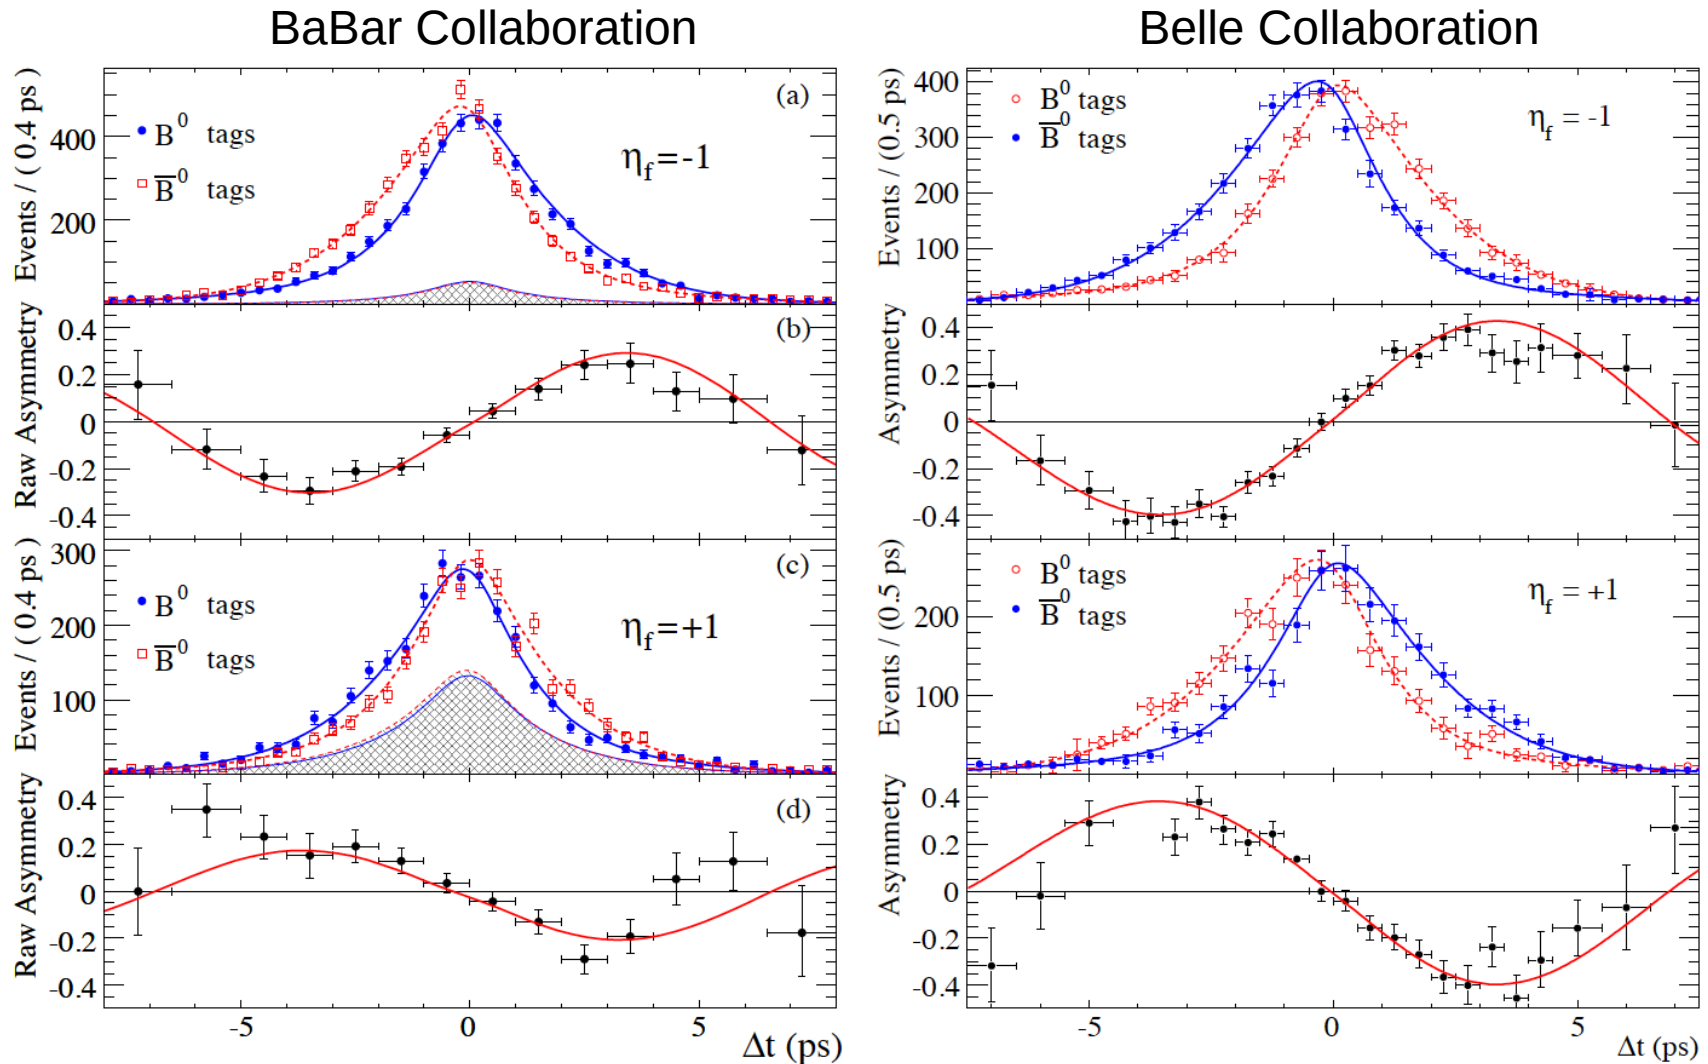 BaBar Collaboration
Events / ( 0.4 ps )
400
200
(a)
B⁰ tags
B̅⁰ tags
η_f=-1
Raw Asymmetry
0.4
0.2
0
-0.2
-0.4
(b)
Events / ( 0.4 ps )
300
200
100
(c)
B⁰ tags
B̅⁰ tags
η_f=+1
Raw Asymmetry
0.4
0.2
0
-0.2
-0.4
(d)
-5 0 5
Δt (ps)
Belle Collaboration
Events / (0.5 ps)
400
300
200
100
B⁰ tags
B̅⁰ tags
η_f = -1
Asymmetry
0.4
0.2
0
-0.2
-0.4
Events / (0.5 ps)
200
100
B⁰ tags
B̅⁰ tags
η_f = +1
Asymmetry
0.4
0.2
0
-0.2
-0.4
-5 0 5
Δt (ps)